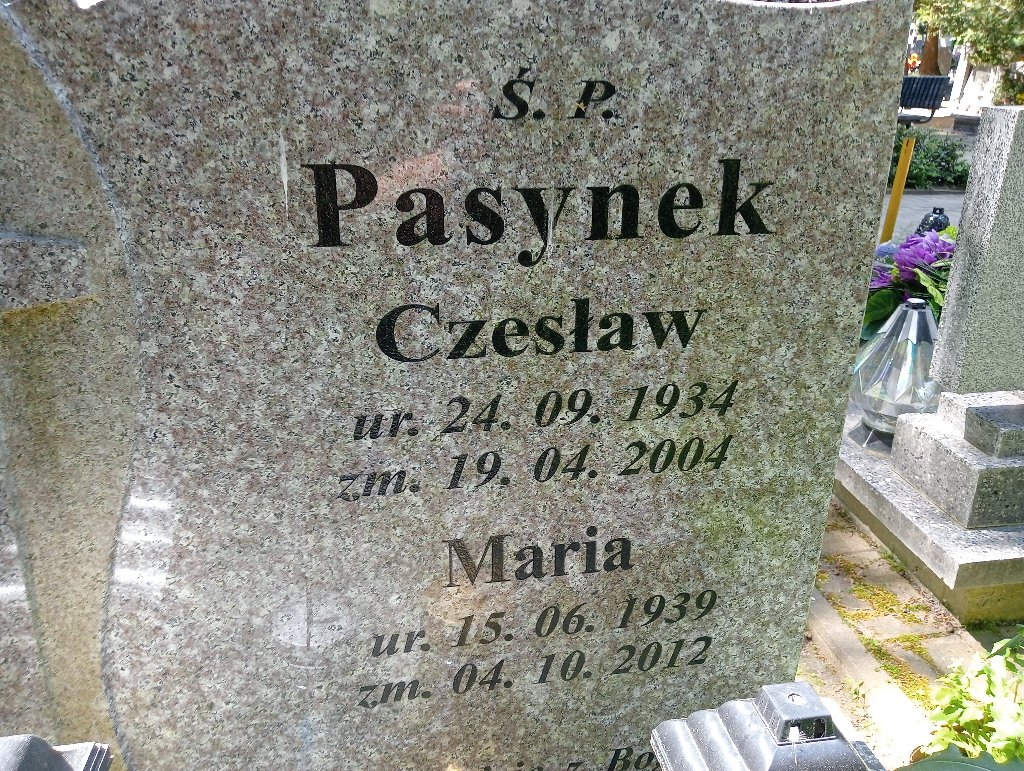 Ś. P.
Pasynek
Czesław
ur. 24. 09. 1934
zm. 19. 04. 2004
Maria
ur. 15. 06. 1939
zm. 04. 10. 2012
z